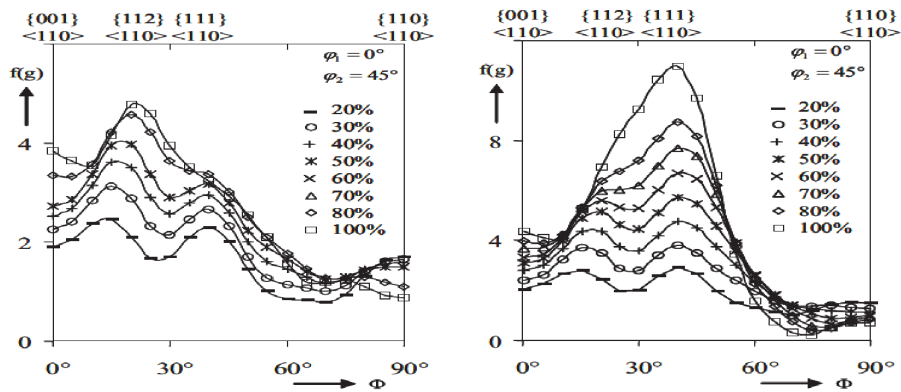 {001} {112} {111} {110}
<110> <110> <110> <110>
f(g)
φ₁ = 0°
φ₂ = 45°
20%
30%
40%
50%
60%
70%
80%
100%
4
2
0
0° 30° 60° 90°
Φ
{001} {112} {111} {110}
<110> <110> <110> <110>
f(g)
φ₁ = 0°
φ₂ = 45°
20%
30%
40%
50%
60%
70%
80%
100%
8
4
0
0° 30° 60° 90°
Φ